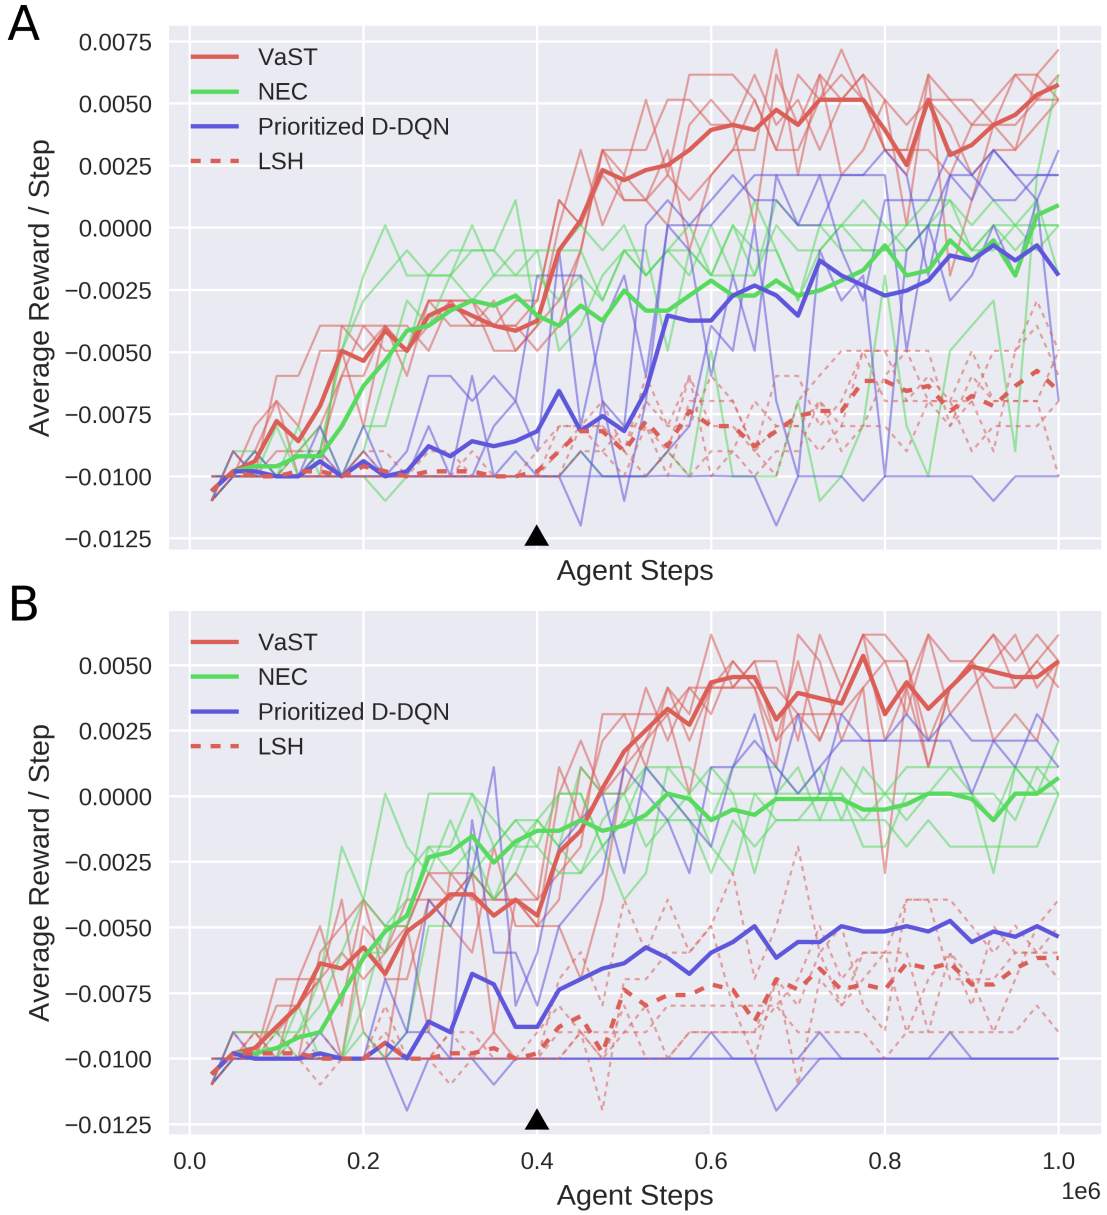 A
0.0075
0.0050
0.0025
0.0000
−0.0025
−0.0050
−0.0075
−0.0100
−0.0125
Average Reward / Step
VaST
NEC
Prioritized D-DQN
LSH
Agent Steps
B
0.0050
0.0025
0.0000
−0.0025
−0.0050
−0.0075
−0.0100
−0.0125
Average Reward / Step
VaST
NEC
Prioritized D-DQN
LSH
0.0 0.2 0.4 0.6 0.8 1.0
1e6
Agent Steps